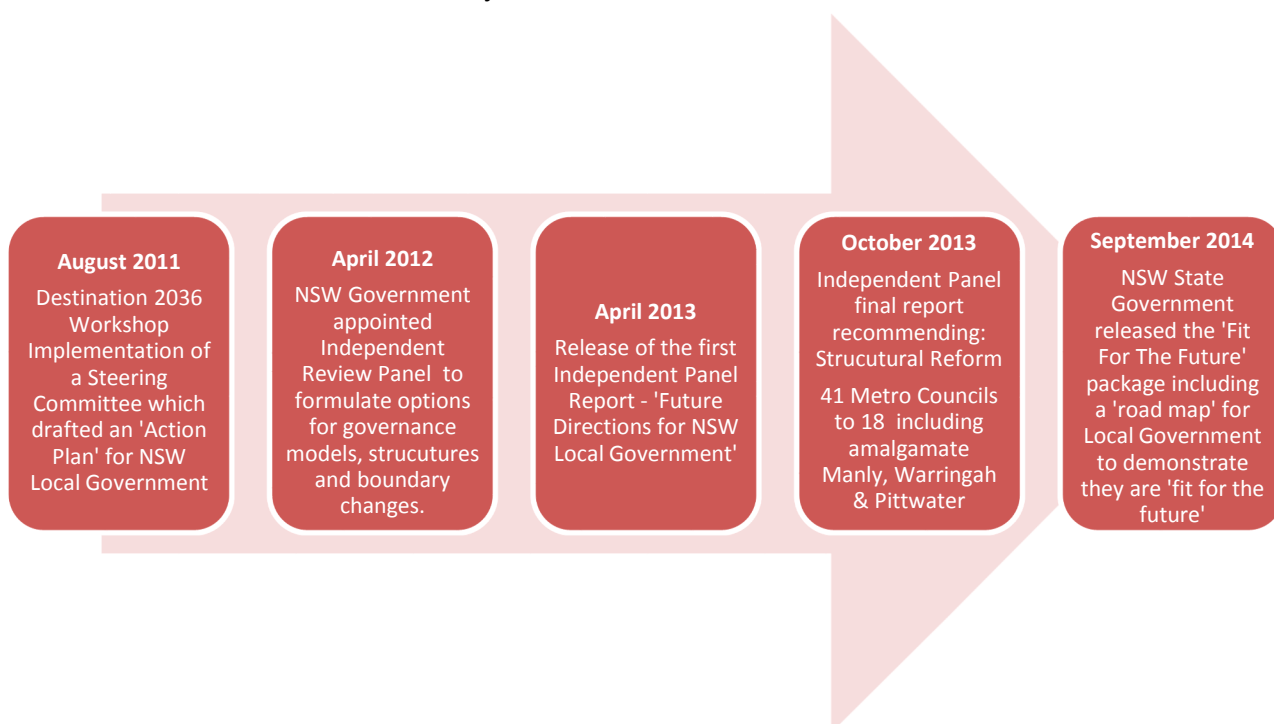 August 2011
Destination 2036
Workshop
Implementation of
a Steering
Committee which
drafted an 'Action
Plan' for NSW
Local Government
April 2012
NSW Government
appointed
Independent
Review Panel to
formulate options
for governance
models, strucutures
and boundary
changes.
April 2013
Release of the first
Independent Panel
Report - 'Future
Directions for NSW
Local Government'
October 2013
Independent Panel
final report
recommending:
Strucutural Reform
41 Metro Councils
to 18 including
amalgamate
Manly, Warringah
& Pittwater
September 2014
NSW State
Government
released the 'Fit
For The Future'
package including
a 'road map' for
Local Government
to demonstrate
they are 'fit for the
future'